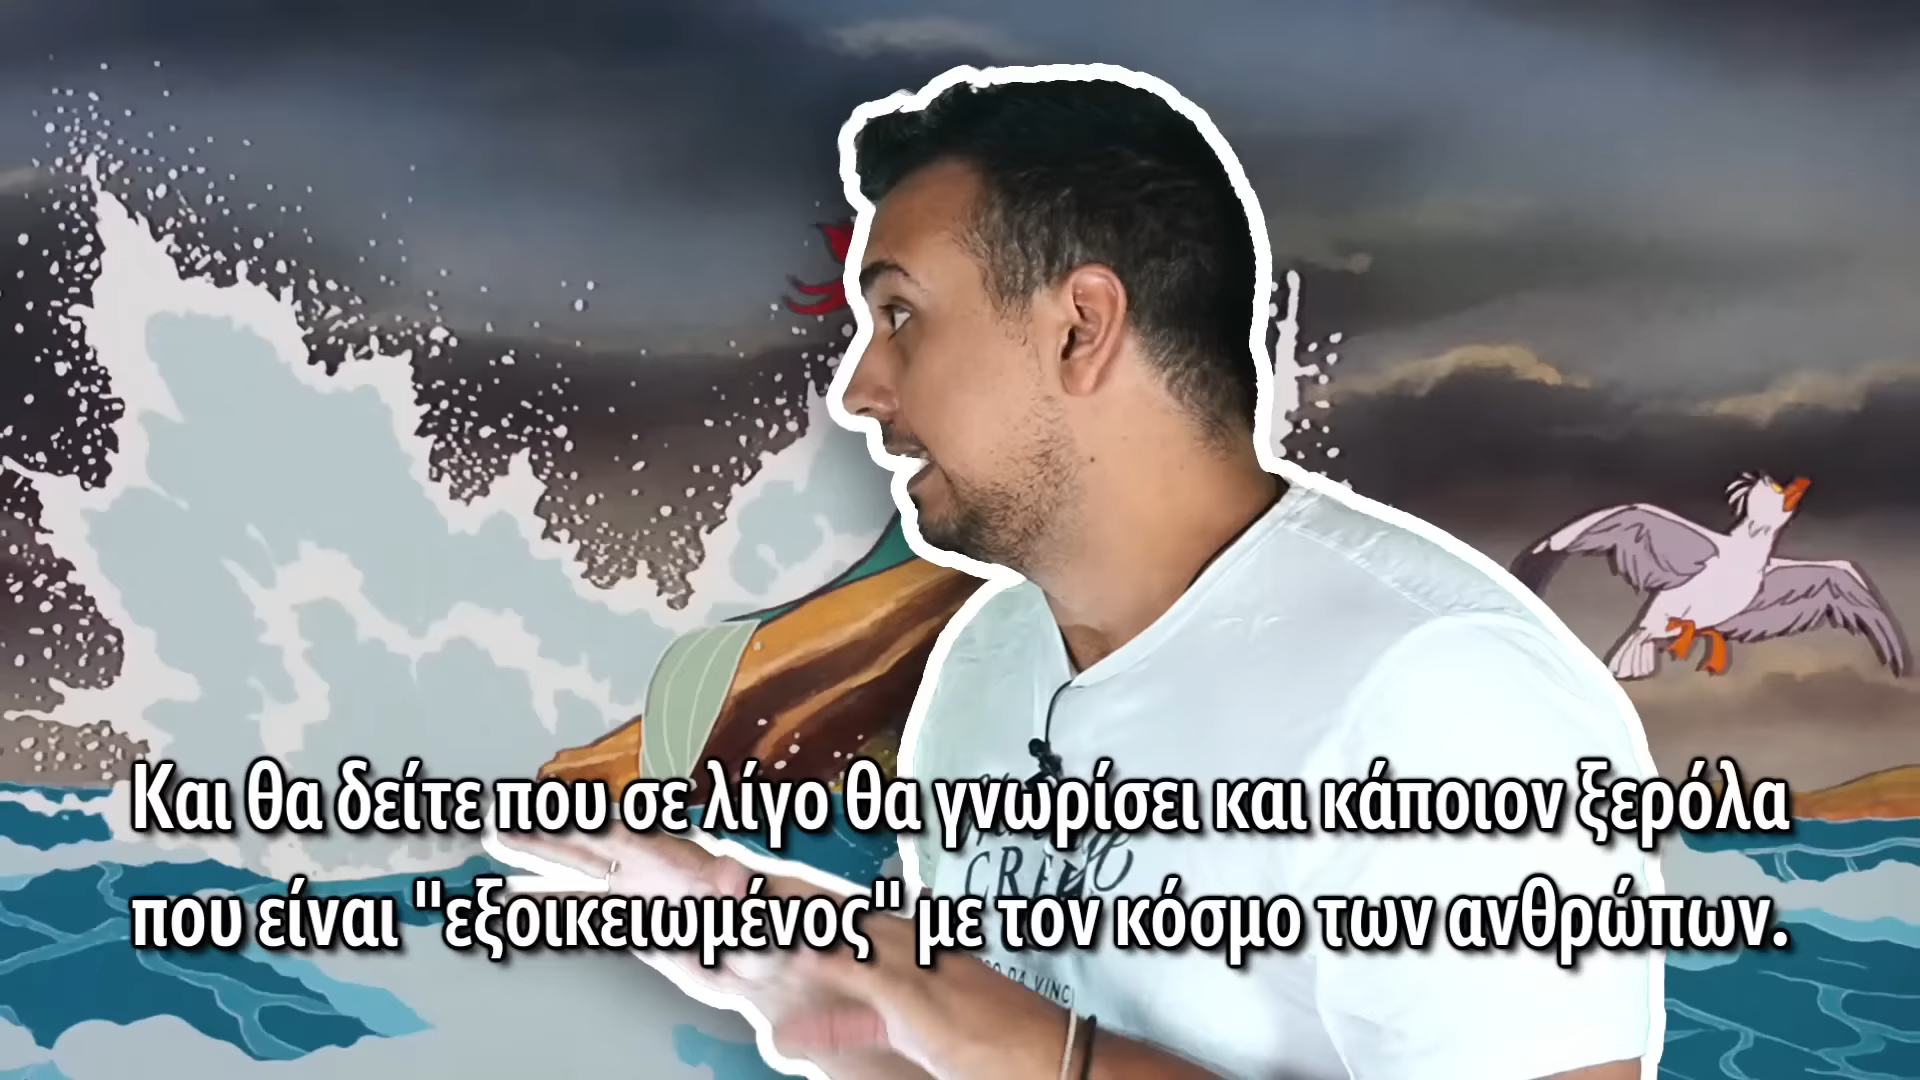 Και θα δείτε που σε λίγο θα γνωρίσει και κάποιον ξερόλα
που είναι "εξοικειωμένος" με τον κόσμο των ανθρώπων.
VINCI